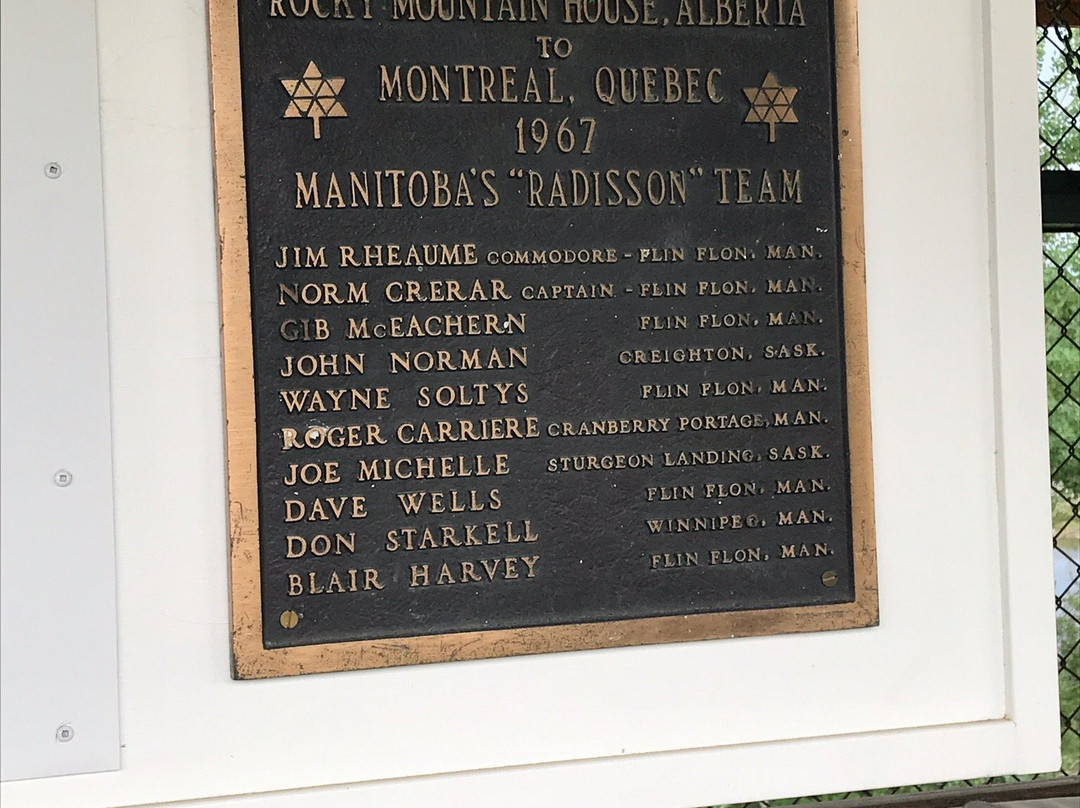 ROCKY MOUNTAIN HOUSE, ALBERTA
TO
MONTREAL, QUEBEC
1967
MANITOBA'S "RADISSON" TEAM
JIM RHEAUME COMMODORE - FLIN FLON, MAN.
NORM CRERAR CAPTAIN - FLIN FLON, MAN.
GIB McEACHERN FLIN FLON, MAN.
JOHN NORMAN CREIGHTON, SASK.
WAYNE SOLTYS FLIN FLON, MAN.
ROGER CARRIERE CRANBERRY PORTAGE, MAN.
JOE MICHELLE STURGEON LANDING, SASK.
DAVE WELLS FLIN FLON, MAN.
DON STARKELL WINNIPEG, MAN.
BLAIR HARVEY FLIN FLON, MAN.